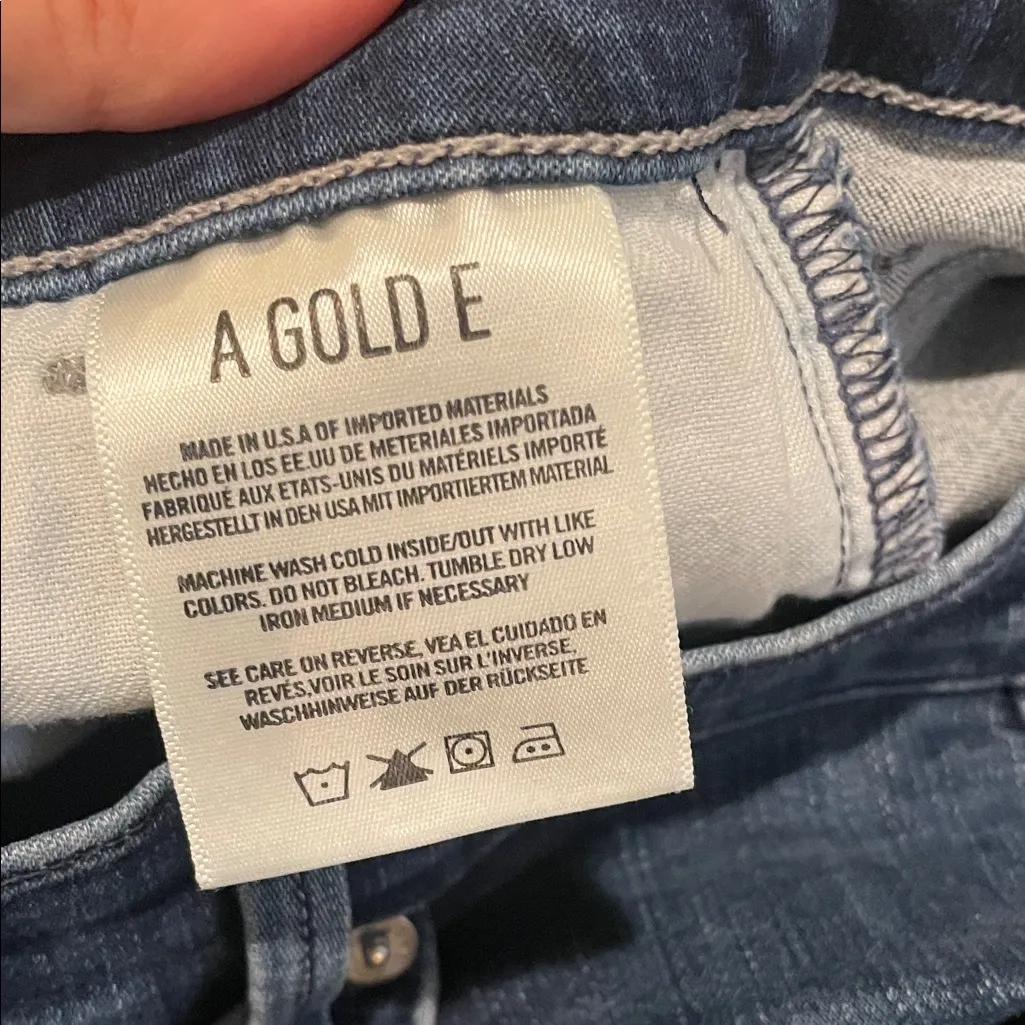 A GOLD E
MADE IN U.S.A OF IMPORTED MATERIALS
HECHO EN LOS EE.UU DE METERIALES IMPORTADA
FABRIQUÉ AUX ETATS-UNIS DU MATÉRIELS IMPORTÉ
HERGESTELLT IN DEN USA MIT IMPORTIERTEM MATERIAL
MACHINE WASH COLD INSIDE/OUT WITH LIKE
COLORS. DO NOT BLEACH. TUMBLE DRY LOW
IRON MEDIUM IF NECESSARY
SEE CARE ON REVERSE, VEA EL CUIDADO EN
REVÉS.VOIR LE SOIN SUR L'INVERSE,
WASCHHINWEISE AUF DER RÜCKSEITE